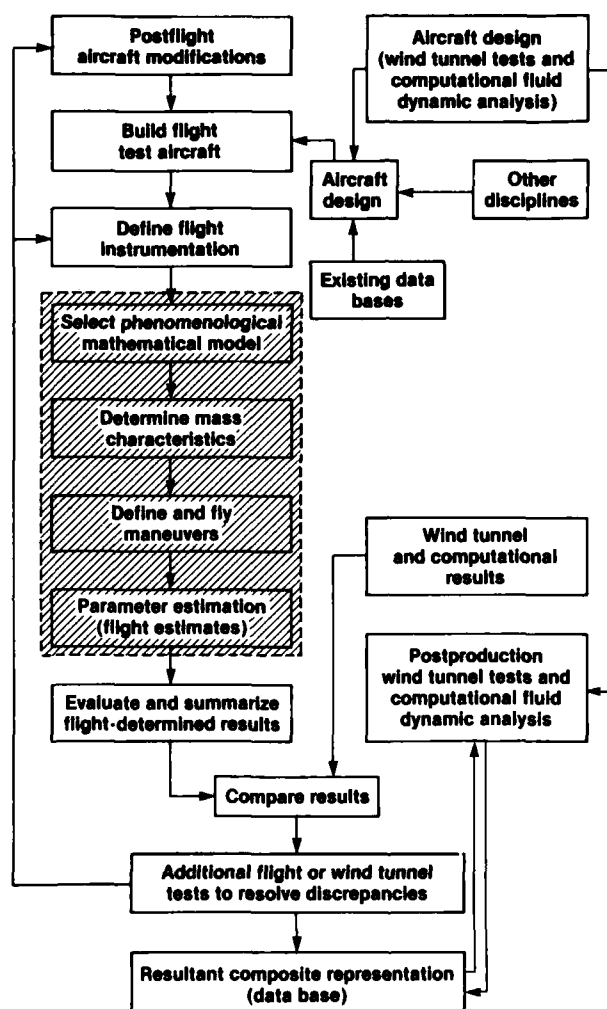 Postflight
aircraft modifications
Aircraft design
(wind tunnel tests and
computational fluid
dynamic analysis)
Build flight
test aircraft
Aircraft
design
Other
disciplines
Define flight
instrumentation
Existing data
bases
Select phenomenological
mathematical model
Determine mass
characteristics
Define and fly
maneuvers
Wind tunnel
and computational
results
Parameter estimation
(flight estimates)
Postproduction
wind tunnel tests and
computational fluid
dynamic analysis
Evaluate and summarize
flight-determined results
Compare results
Additional flight or wind tunnel
tests to resolve discrepancies
Resultant composite representation
(data base)